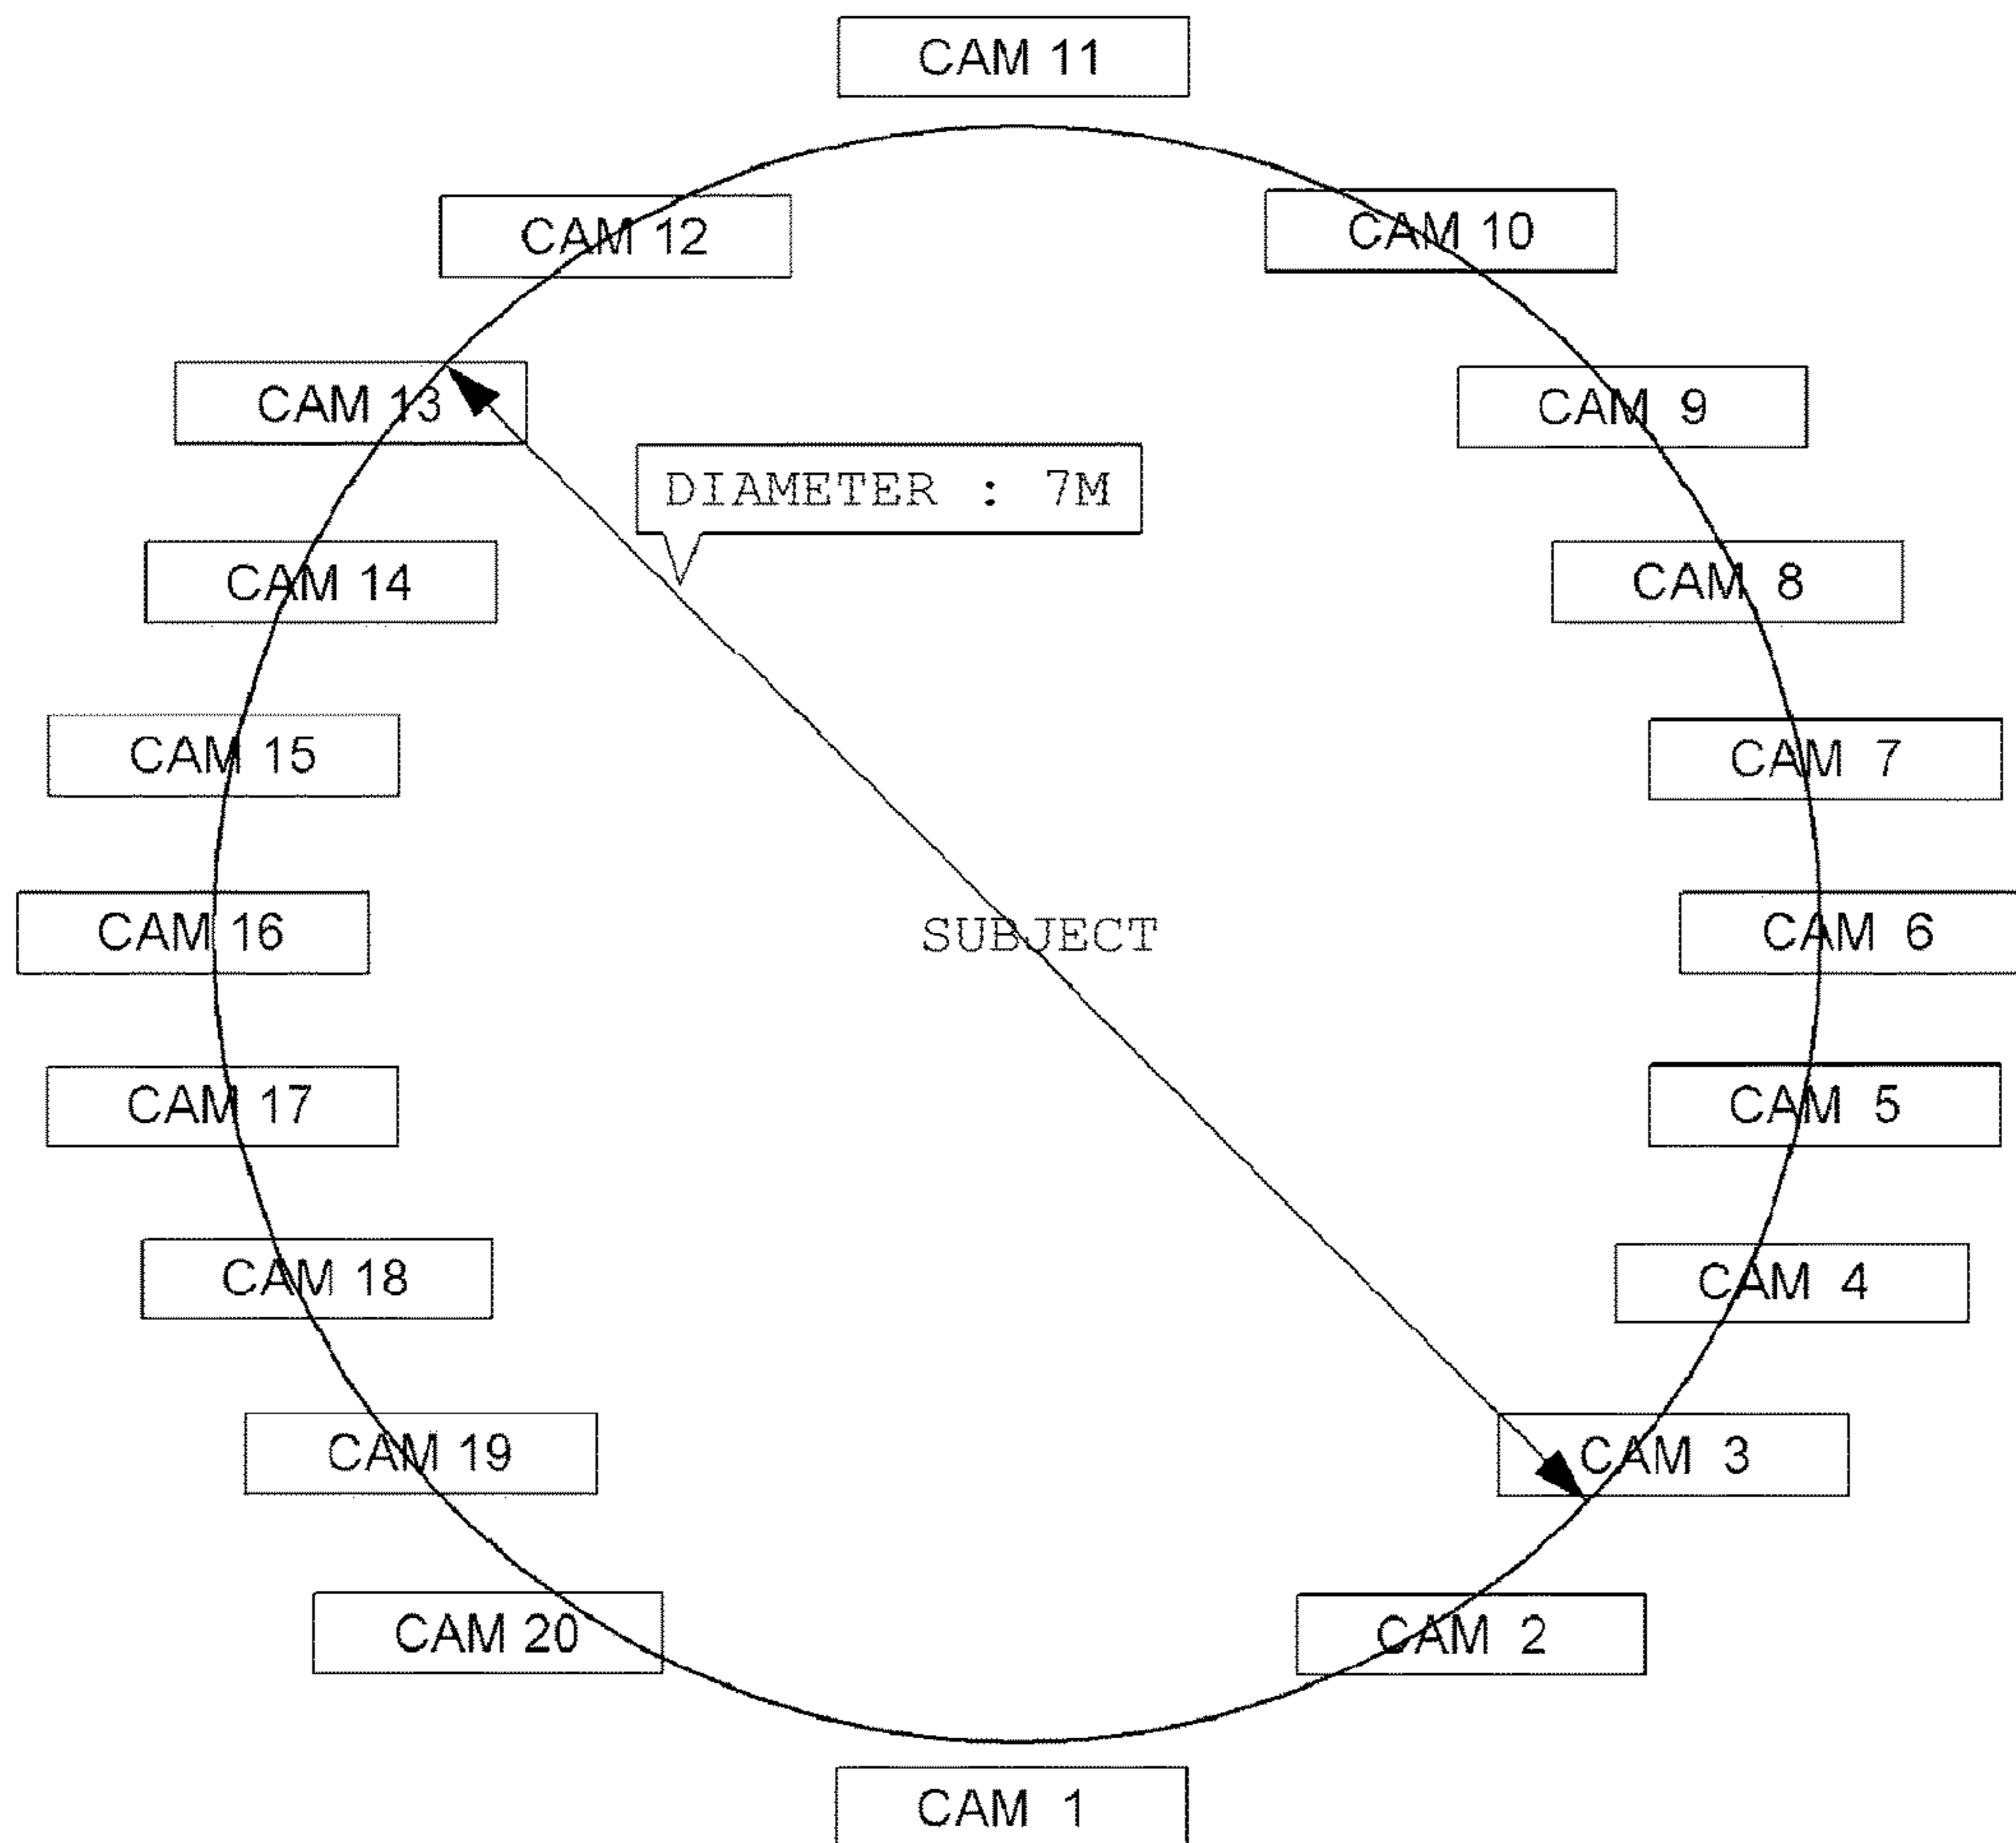 CAM 11
CAM 12
CAM 10
CAM 13
CAM 9
DIAMETER : 7M
CAM 14
CAM 8
CAM 15
CAM 7
CAM 16
SUBJECT
CAM 6
CAM 17
CAM 5
CAM 18
CAM 4
CAM 19
CAM 3
CAM 20
CAM 2
CAM 1